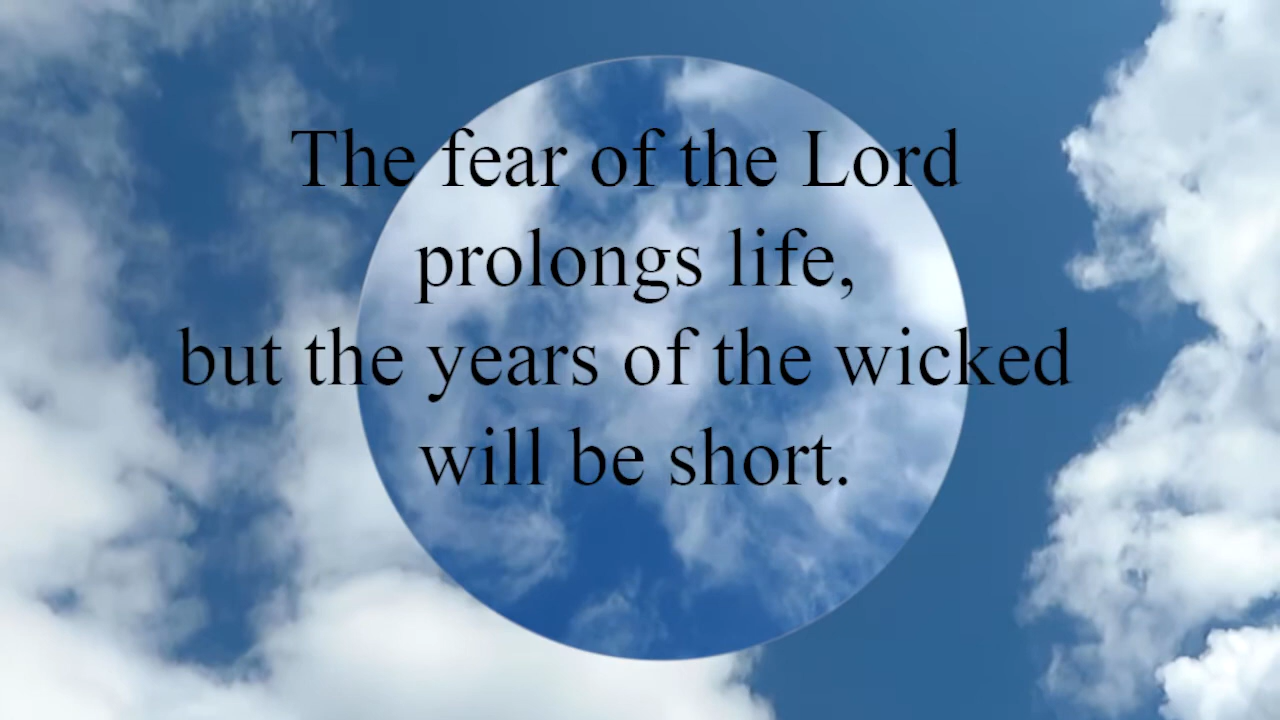 The fear of the Lord
prolongs life,
but the years of the wicked
will be short.